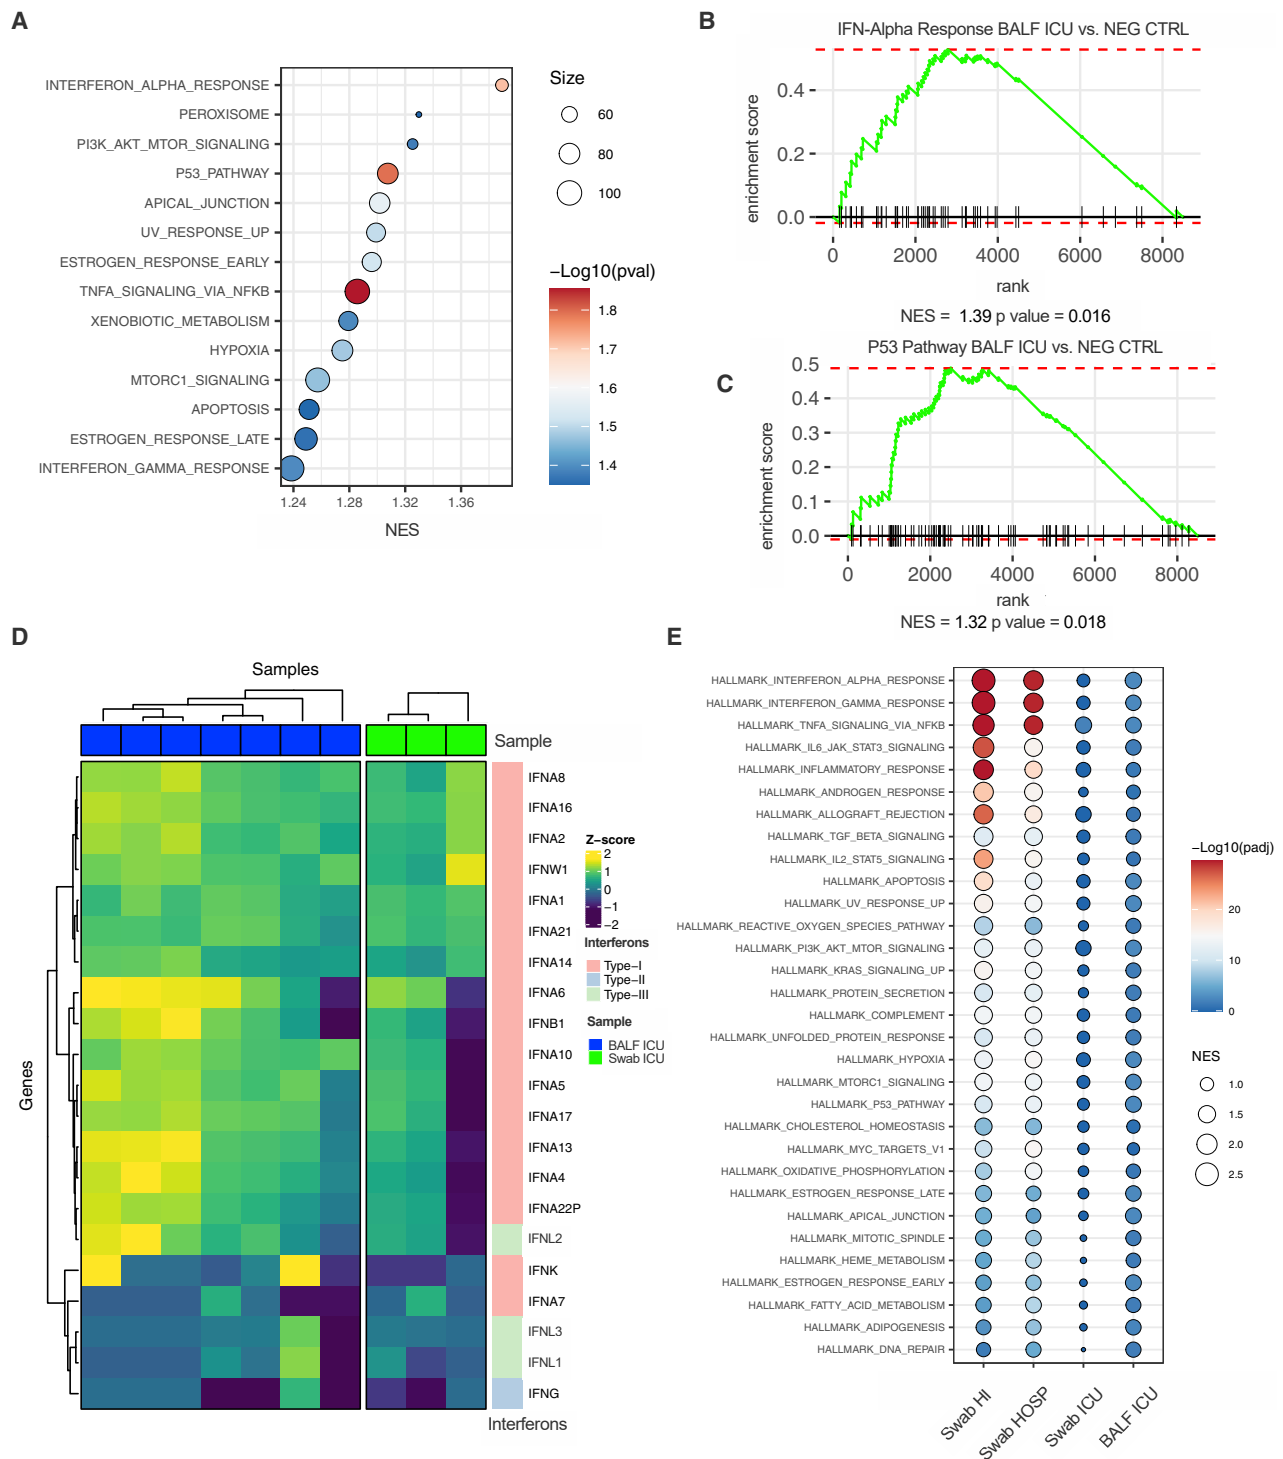 A
INTERFERON_ALPHA_RESPONSE
PEROXISOME
PI3K_AKT_MTOR_SIGNALING
P53_PATHWAY
APICAL_JUNCTION
UV_RESPONSE_UP
ESTROGEN_RESPONSE_EARLY
TNFA_SIGNALING_VIA_NFKB
XENOBIOTIC_METABOLISM
HYPOXIA
MTORC1_SIGNALING
APOPTOSIS
ESTROGEN_RESPONSE_LATE
INTERFERON_GAMMA_RESPONSE
1.24 1.28 1.32 1.36
NES
Size
60
80
100
−Log10(pval)
1.8
1.7
1.6
1.5
1.4
B
IFN-Alpha Response BALF ICU vs. NEG CTRL
enrichment score
0.4
0.2
0.0
0 2000 4000 6000 8000
rank
NES = 1.39 p value = 0.016
C
P53 Pathway BALF ICU vs. NEG CTRL
enrichment score
0.5
0.4
0.3
0.2
0.1
0.0
0 2000 4000 6000 8000
rank
NES = 1.32 p value = 0.018
D
Samples
Sample
Genes
IFNA8
IFNA16
IFNA2
IFNW1
IFNA1
IFNA21
IFNA14
IFNA6
IFNB1
IFNA10
IFNA5
IFNA17
IFNA13
IFNA4
IFNA22P
IFNL2
IFNK
IFNA7
IFNL3
IFNL1
IFNG
Interferons
Z−score
2
1
0
−1
−2
Interferons
Type−I
Type−II
Type−III
Sample
BALF ICU
Swab ICU
E
HALLMARK_INTERFERON_ALPHA_RESPONSE
HALLMARK_INTERFERON_GAMMA_RESPONSE
HALLMARK_TNFA_SIGNALING_VIA_NFKB
HALLMARK_IL6_JAK_STAT3_SIGNALING
HALLMARK_INFLAMMATORY_RESPONSE
HALLMARK_ANDROGEN_RESPONSE
HALLMARK_ALLOGRAFT_REJECTION
HALLMARK_TGF_BETA_SIGNALING
HALLMARK_IL2_STAT5_SIGNALING
HALLMARK_APOPTOSIS
HALLMARK_UV_RESPONSE_UP
HALLMARK_REACTIVE_OXYGEN_SPECIES_PATHWAY
HALLMARK_PI3K_AKT_MTOR_SIGNALING
HALLMARK_KRAS_SIGNALING_UP
HALLMARK_PROTEIN_SECRETION
HALLMARK_COMPLEMENT
HALLMARK_UNFOLDED_PROTEIN_RESPONSE
HALLMARK_HYPOXIA
HALLMARK_MTORC1_SIGNALING
HALLMARK_P53_PATHWAY
HALLMARK_CHOLESTEROL_HOMEOSTASIS
HALLMARK_MYC_TARGETS_V1
HALLMARK_OXIDATIVE_PHOSPHORYLATION
HALLMARK_ESTROGEN_RESPONSE_LATE
HALLMARK_APICAL_JUNCTION
HALLMARK_MITOTIC_SPINDLE
HALLMARK_HEME_METABOLISM
HALLMARK_ESTROGEN_RESPONSE_EARLY
HALLMARK_FATTY_ACID_METABOLISM
HALLMARK_ADIPOGENESIS
HALLMARK_DNA_REPAIR
Swab HI
Swab HOSP
Swab ICU
BALF ICU
−Log10(padj)
20
10
0
NES
1.0
1.5
2.0
2.5